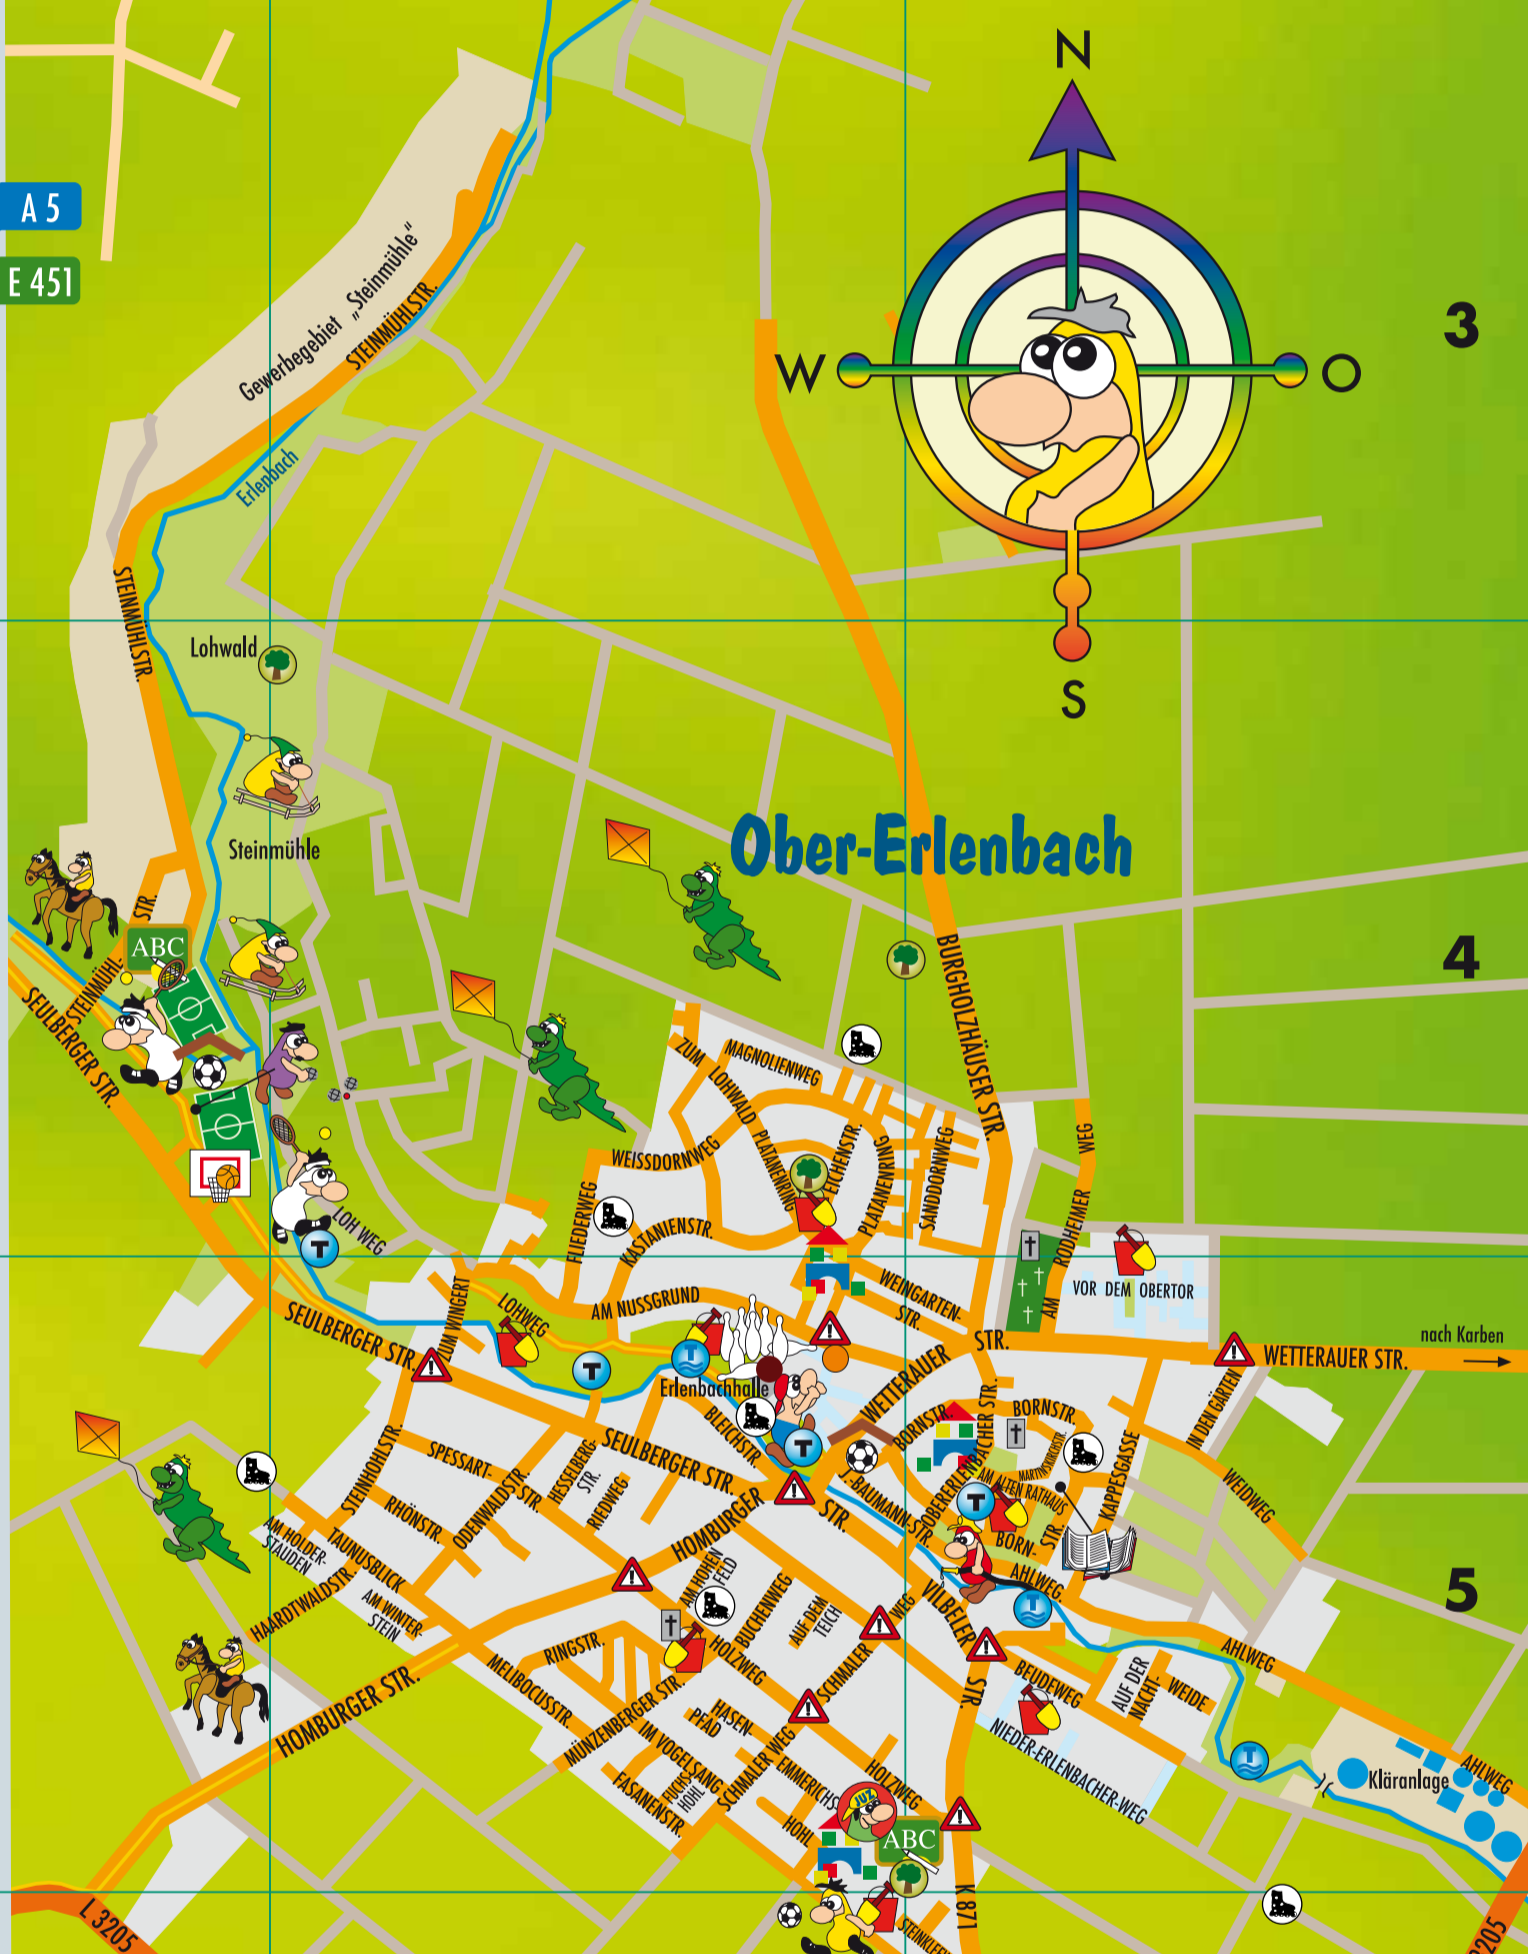 N
A 5
E 451
3
W
O
Gewerbegebiet „Steinmühle“
STEINMÜHLSTR.
Erlenbach
STEINMÜHLSTR.
Lohwald
S
Steinmühle
Ober-Erlenbach
STEINMÜHL-
STR.
ABC
4
SEULBERGER STR.
BURGHOLZHÄUSER STR.
ZUM LOHWALD
MAGNOLIENWEG
PLATANENRING
EICHENSTR.
PLATANENRING
SANDDORNWEG
WEISSDORNWEG
FLIEDERWEG
KASTANIENSTR.
LOH WEG
AM RODHEIMER WEG
VOR DEM OBERTOR
WEINGARTEN-
STR.
AM NUSSGRUND
LOHWEG
ZUM WINGERT
SEULBERGER STR.
T
nach Karben
WETTERAUER STR.
WETTERAUER STR.
T
T
Erlenbachhalle
8
T
BLEICHSTR.
BORNSTR.
BORNSTR.
OBERERLENBACHER STR.
MARTINSKIRCHSTR.
AM ALTEN RATHAUS
KAPPESGASSE
IN DEN GÄRTEN
WEIDWEG
SEULBERGER STR.
SPESSART-
STR.
HESSELBERG-
STR.
RIEDWEG
STEINHOHLSTR.
RHÖNSTR.
ODENWALDSTR.
HOMBURGER STR.
J.-BAUMANN-STR.
T
BORN-
STR.
AHLWEG
AM HOLDER-
STAUDEN
TAUNUSBLICK
HAARDTWALDSTR.
AM WINTER-
STEIN
AM HOHEN
FELD
BUCHENWEG
AUF DEM
TEICH
SCHMALER WEG
VILBELER STR.
5
RINGSTR.
HOLZWEG
MELIBOCUSSTR.
MÜNZENBERGER STR.
HOMBURGER STR.
HASEN-
PFAD
IM VOGELSANG
FUCHS-
HOHL
FASANENSTR.
SCHMALER WEG
EMMERICHS-
HOHL
HOLZWEG
BEUDEWEG
AUF DER
NACHT-
WEIDE
NIEDER-ERLENBACHER-WEG
AHLWEG
T
Kläranlage
AHLWEG
JUZ
ABC
K 871
L 3205